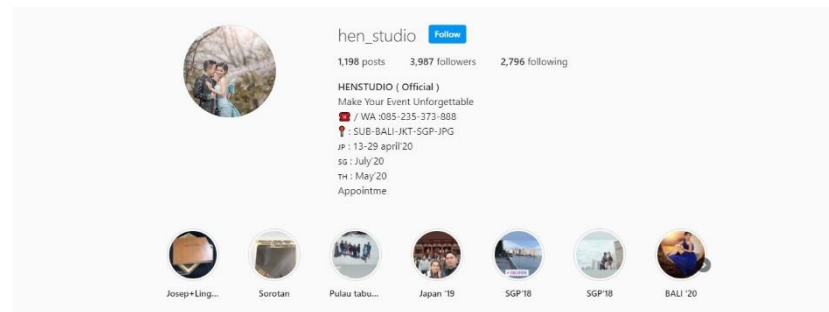 hen_studio Follow
1,198 posts 3,987 followers 2,796 following
HENSTUDIO ( Official )
Make Your Event Unforgettable
☎️ / WA :085-235-373-888
📍 : SUB-BALI-JKT-SGP-JPG
JP : 13-29 april'20
SG : July'20
TH : May'20
Appointme
Josep+Ling... Sorotan Pulau tabu... Japan '19 SGP'18 SGP'18 BALI '20